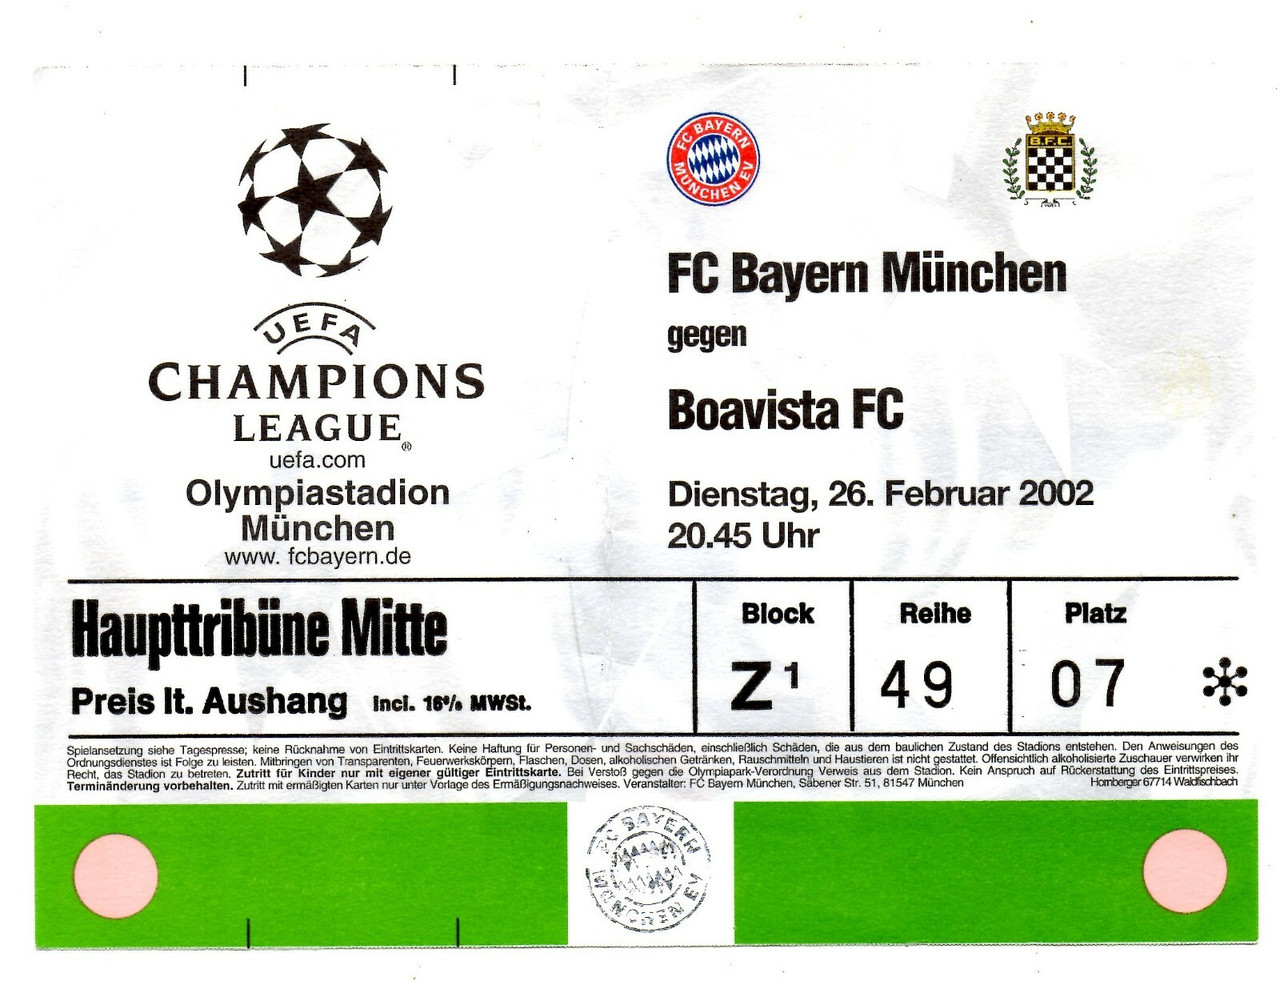 FC BAYERN
MÜNCHEN EV
B.F.C.
UEFA
CHAMPIONS
LEAGUE®
uefa.com
Olympiastadion
München
www. fcbayern.de
FC Bayern München
gegen
Boavista FC
Dienstag, 26. Februar 2002
20.45 Uhr
Haupttribüne Mitte
Preis lt. Aushang incl. 16% MWSt.
Block Reihe Platz
Z1 49 07
Spielansetzung siehe Tagespresse; keine Rücknahme von Eintrittskarten. Keine Haftung für Personen- und Sachschäden, einschließlich Schäden, die aus dem baulichen Zustand des Stadions entstehen. Den Anweisungen des
Ordnungsdienstes ist Folge zu leisten. Mitbringen von Transparenten, Feuerwerkskörpern, Flaschen, Dosen, alkoholischen Getränken, Rauschmitteln und Haustieren ist nicht gestattet. Offensichtlich alkoholisierte Zuschauer verwirken ihr
Recht, das Stadion zu betreten. Zutritt für Kinder nur mit eigener gültiger Eintrittskarte. Bei Verstoß gegen die Olympiapark-Verordnung Verweis aus dem Stadion. Kein Anspruch auf Rückerstattung des Eintrittspreises.
Terminänderung vorbehalten. Zutritt mit ermäßigten Karten nur unter Vorlage des Ermäßigungsnachweises. Veranstalter: FC Bayern München, Säbener Str. 51, 81547 München Homberger 67714 Waldfischbach
FC BAYERN
MÜNCHEN EV